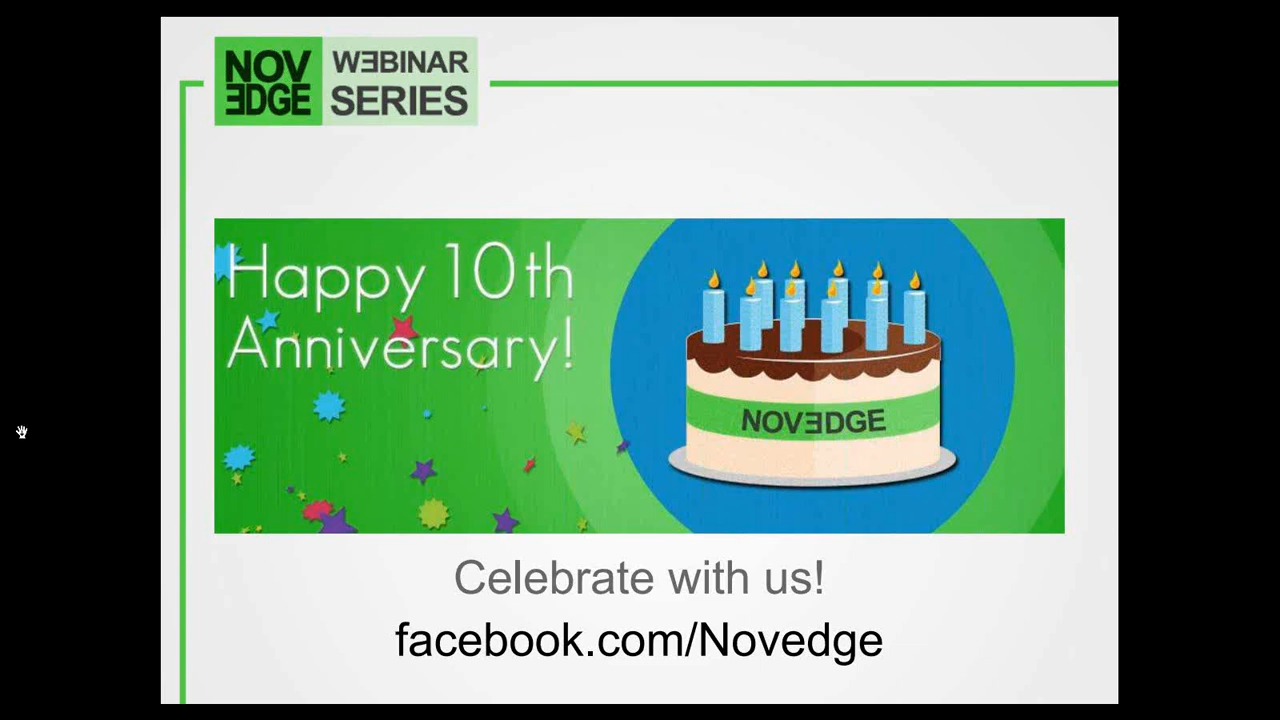 NOV
ƎDGE
WƎBINAR
SERIES
Happy 10th
Anniversary!
NOVƎDGE
Celebrate with us!
facebook.com/Novedge